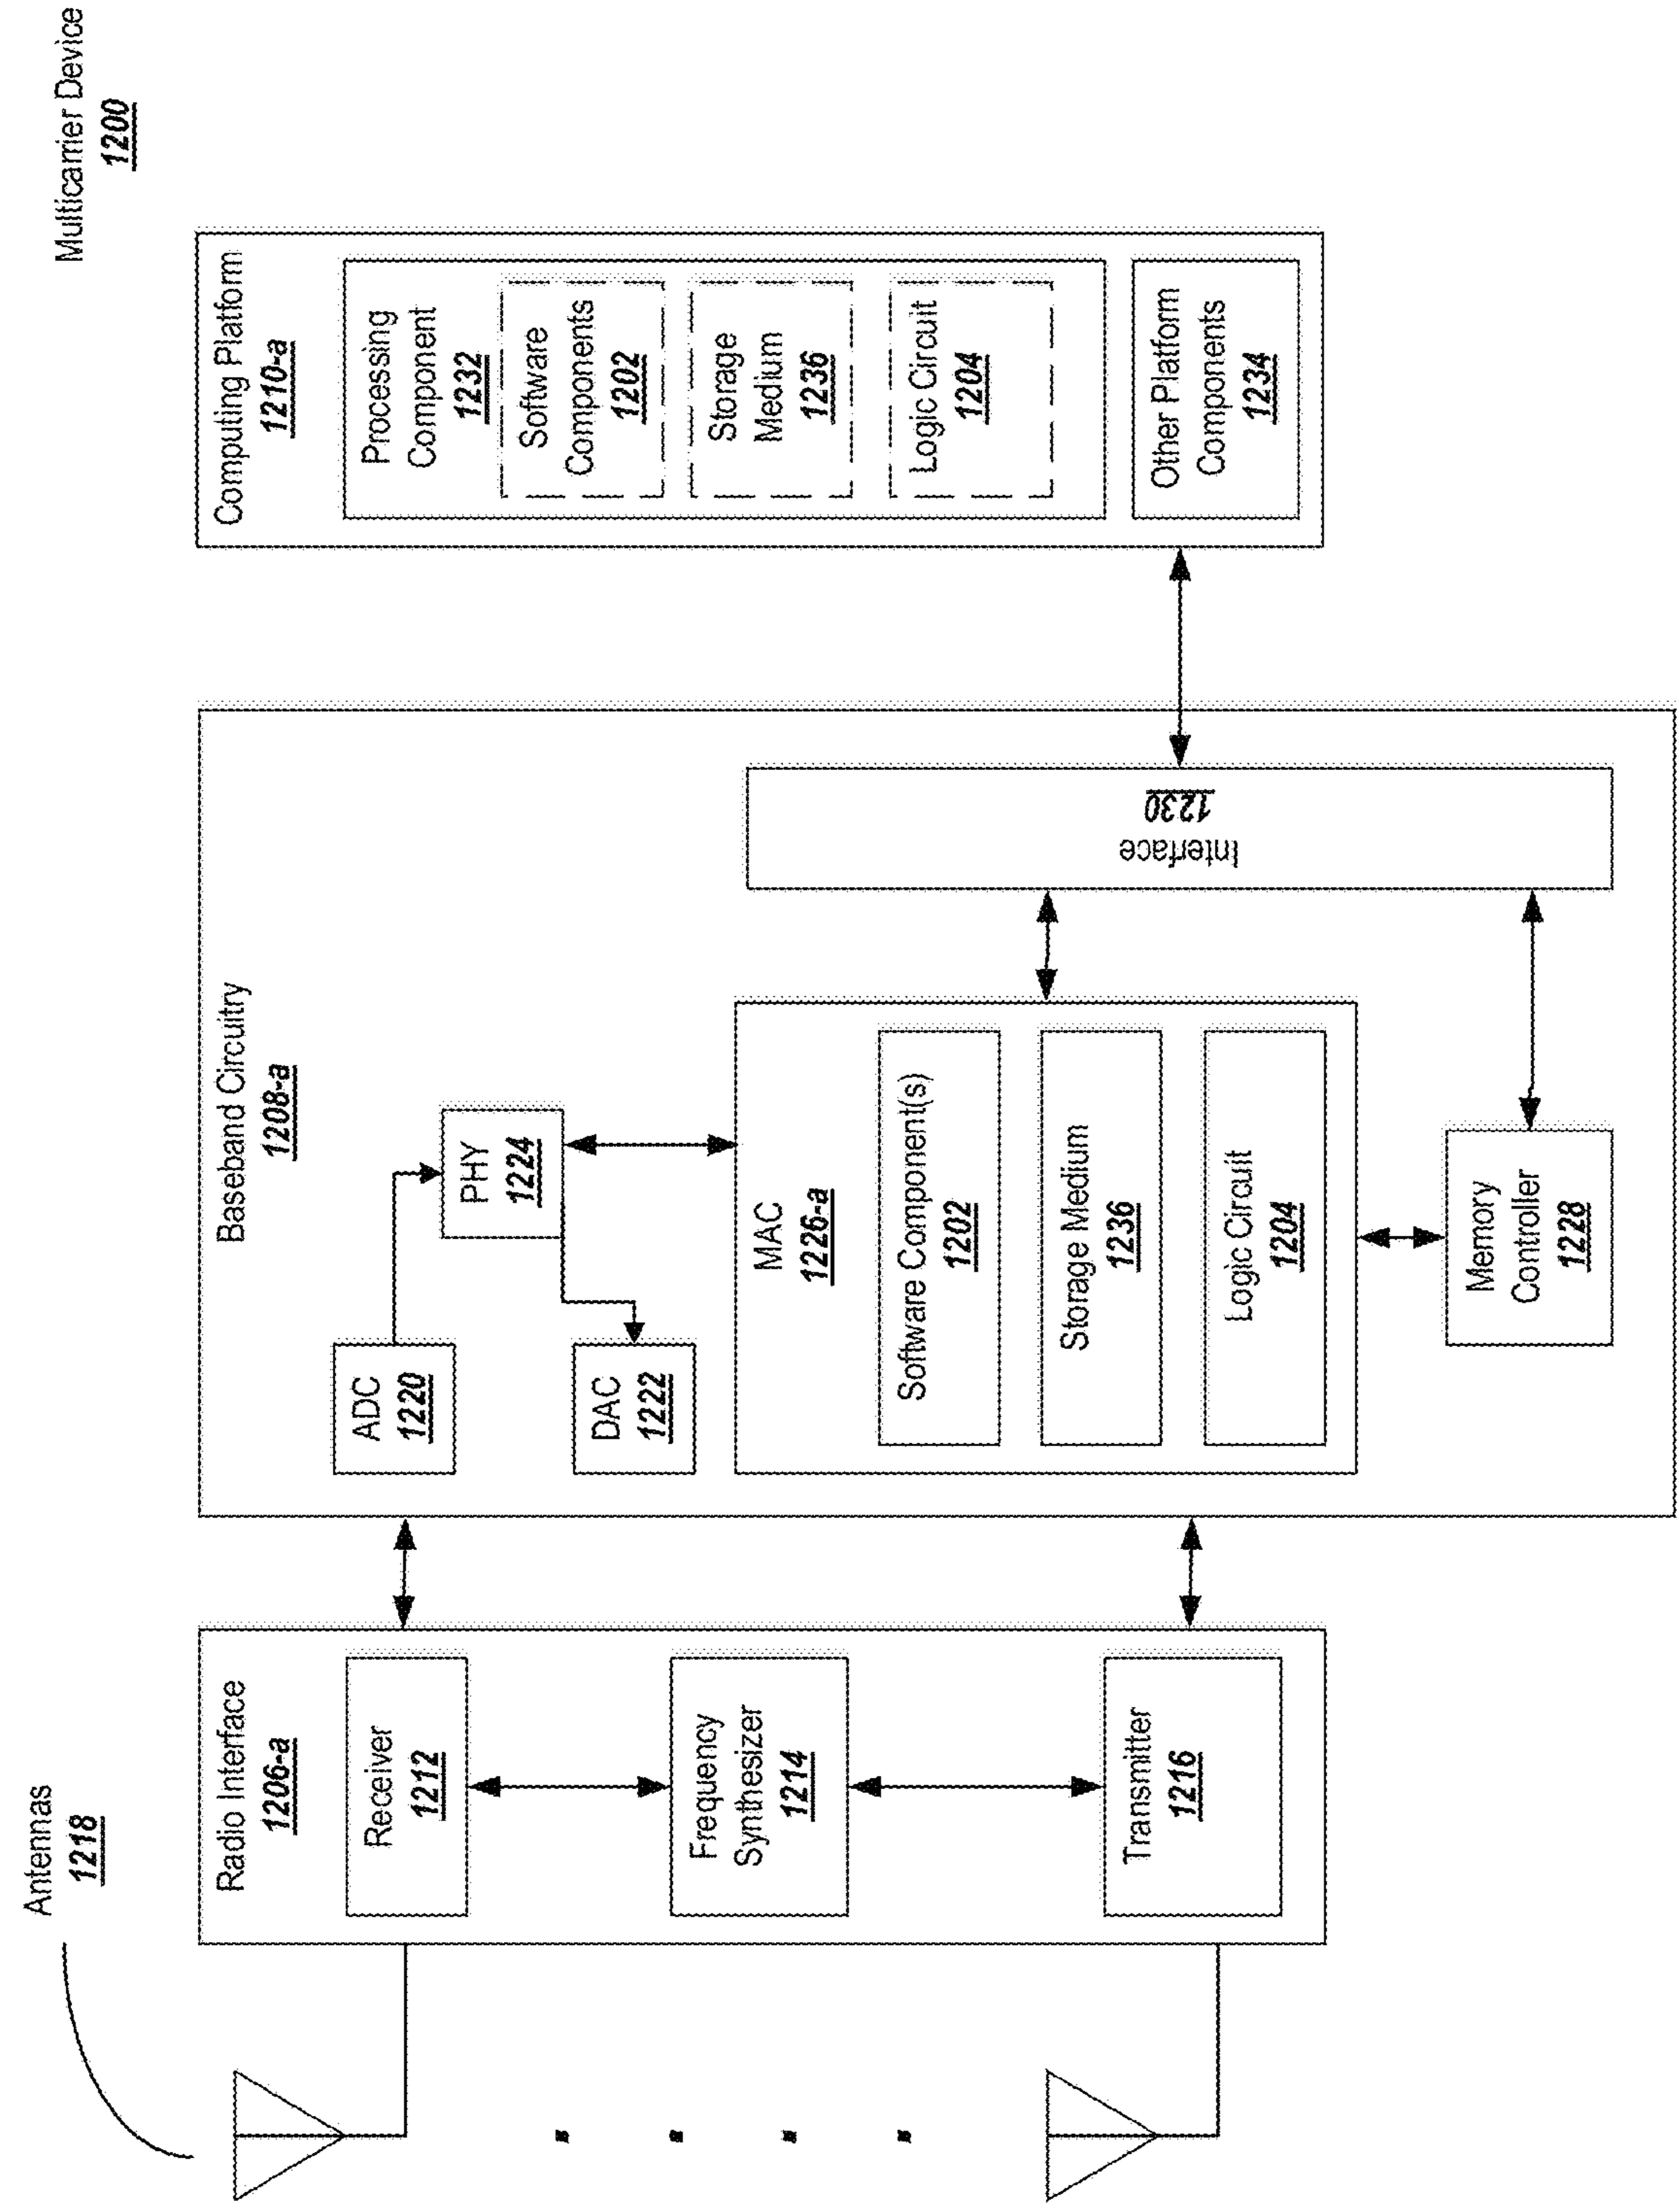 Multicarrier Device
1200
Antennas
1218
Radio Interface
1206-a
Receiver
1212
Frequency
Synthesizer
1214
Transmitter
1216
Baseband Circuitry
1208-a
ADC
1220
PHY
1224
DAC
1222
MAC
1226-a
Software Component(s)
1202
Storage Medium
1236
Logic Circuit
1204
Memory
Controller
1228
Interface
1230
Computing Platform
1210-a
Processing
Component
1232
Software
Components
1202
Storage
Medium
1236
Logic Circuit
1204
Other Platform
Components
1234